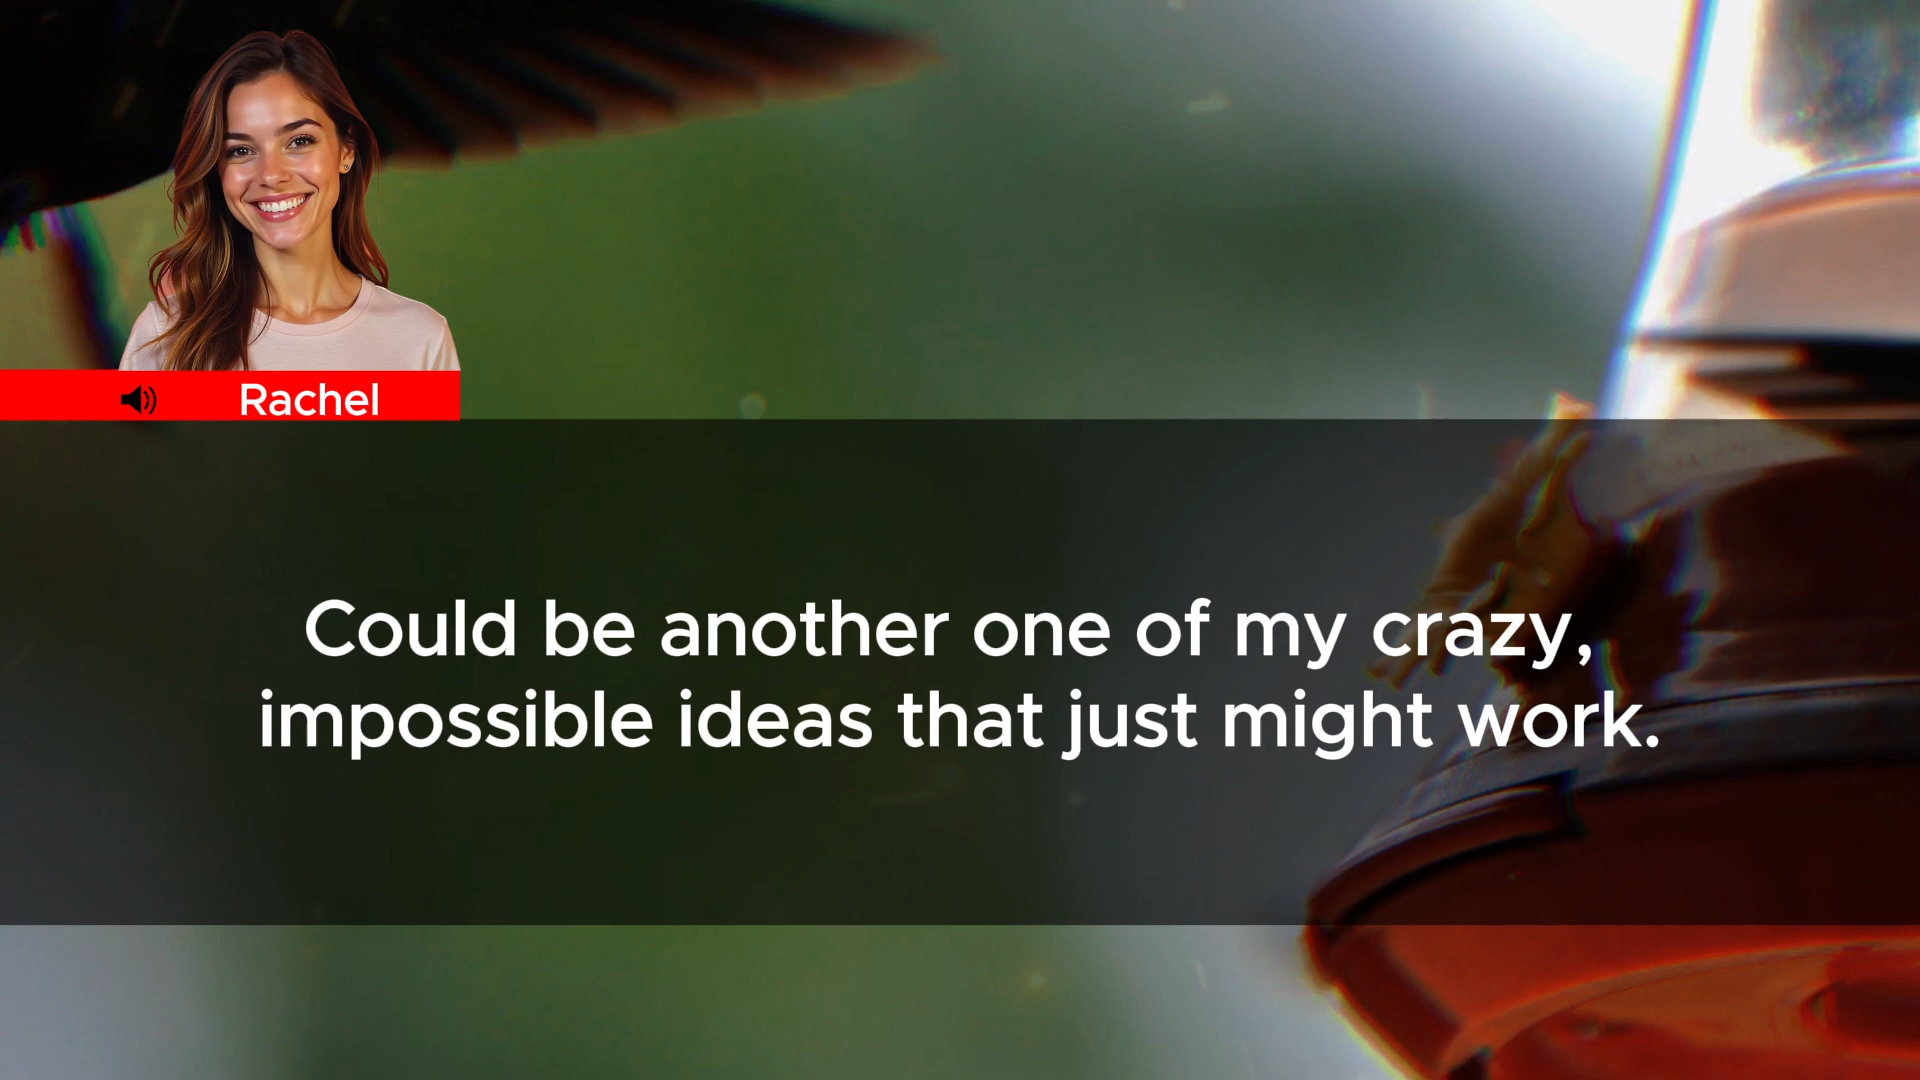 Rachel
Could be another one of my crazy,
impossible ideas that just might work.